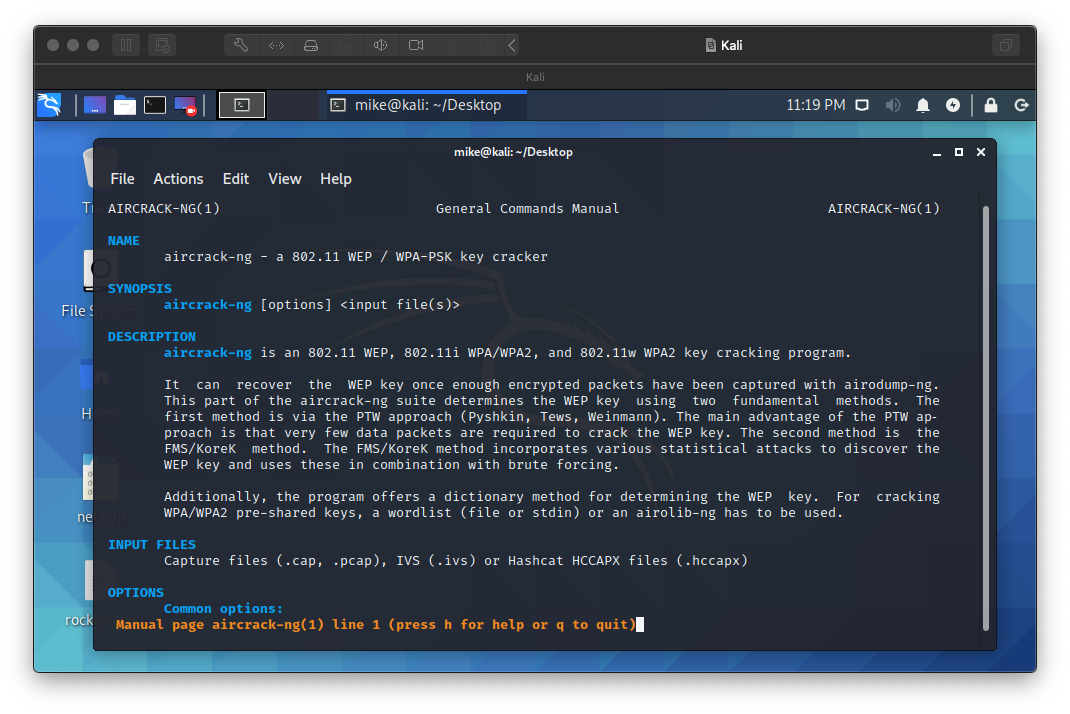 Kali
Kali
mike@kali: ~/Desktop
11:19 PM
mike@kali: ~/Desktop
File Actions Edit View Help
AIRCRACK-NG(1) General Commands Manual AIRCRACK-NG(1)
NAME
aircrack-ng - a 802.11 WEP / WPA-PSK key cracker
SYNOPSIS
aircrack-ng [options] <input file(s)>
DESCRIPTION
aircrack-ng is an 802.11 WEP, 802.11i WPA/WPA2, and 802.11w WPA2 key cracking program.
It can recover the WEP key once enough encrypted packets have been captured with airodump-ng.
This part of the aircrack-ng suite determines the WEP key using two fundamental methods. The
first method is via the PTW approach (Pyshkin, Tews, Weinmann). The main advantage of the PTW ap-
proach is that very few data packets are required to crack the WEP key. The second method is the
FMS/KoreK method. The FMS/KoreK method incorporates various statistical attacks to discover the
WEP key and uses these in combination with brute forcing.
Additionally, the program offers a dictionary method for determining the WEP key. For cracking
WPA/WPA2 pre-shared keys, a wordlist (file or stdin) or an airolib-ng has to be used.
INPUT FILES
Capture files (.cap, .pcap), IVS (.ivs) or Hashcat HCCAPX files (.hccapx)
OPTIONS
Common options:
Manual page aircrack-ng(1) line 1 (press h for help or q to quit)
File System
Home